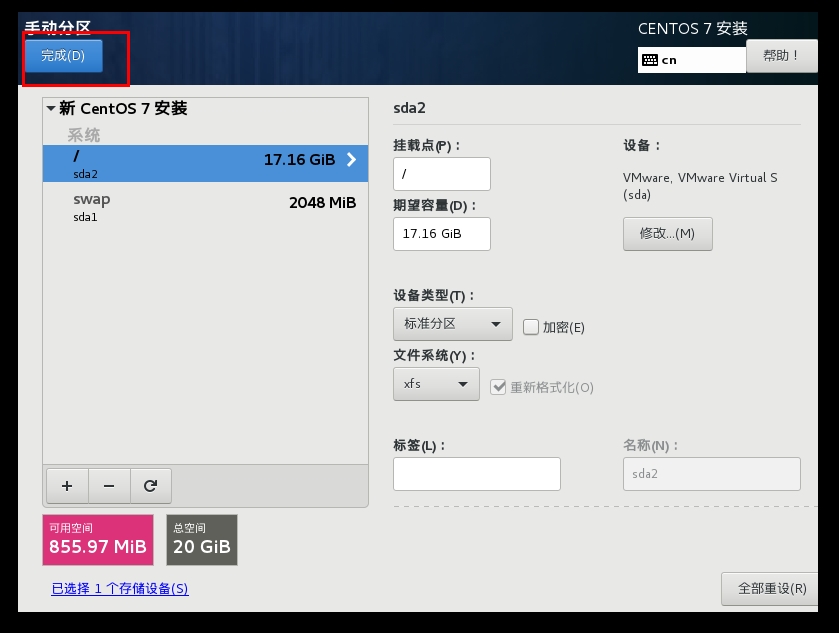 手动分区
CENTOS 7 安装
完成(D)
cn
帮助！
新 CentOS 7 安装
系统
/
17.16 GiB
sda2
swap
2048 MiB
sda1
sda2
挂载点(P)：
/
期望容量(D)：
17.16 GiB
设备：
VMware, VMware Virtual S
(sda)
修改...(M)
设备类型(T)：
标准分区
加密(E)
文件系统(Y)：
xfs
重新格式化(O)
标签(L)：
名称(N)：
sda2
可用空间
855.97 MiB
总空间
20 GiB
已选择 1 个存储设备(S)
全部重设(R)